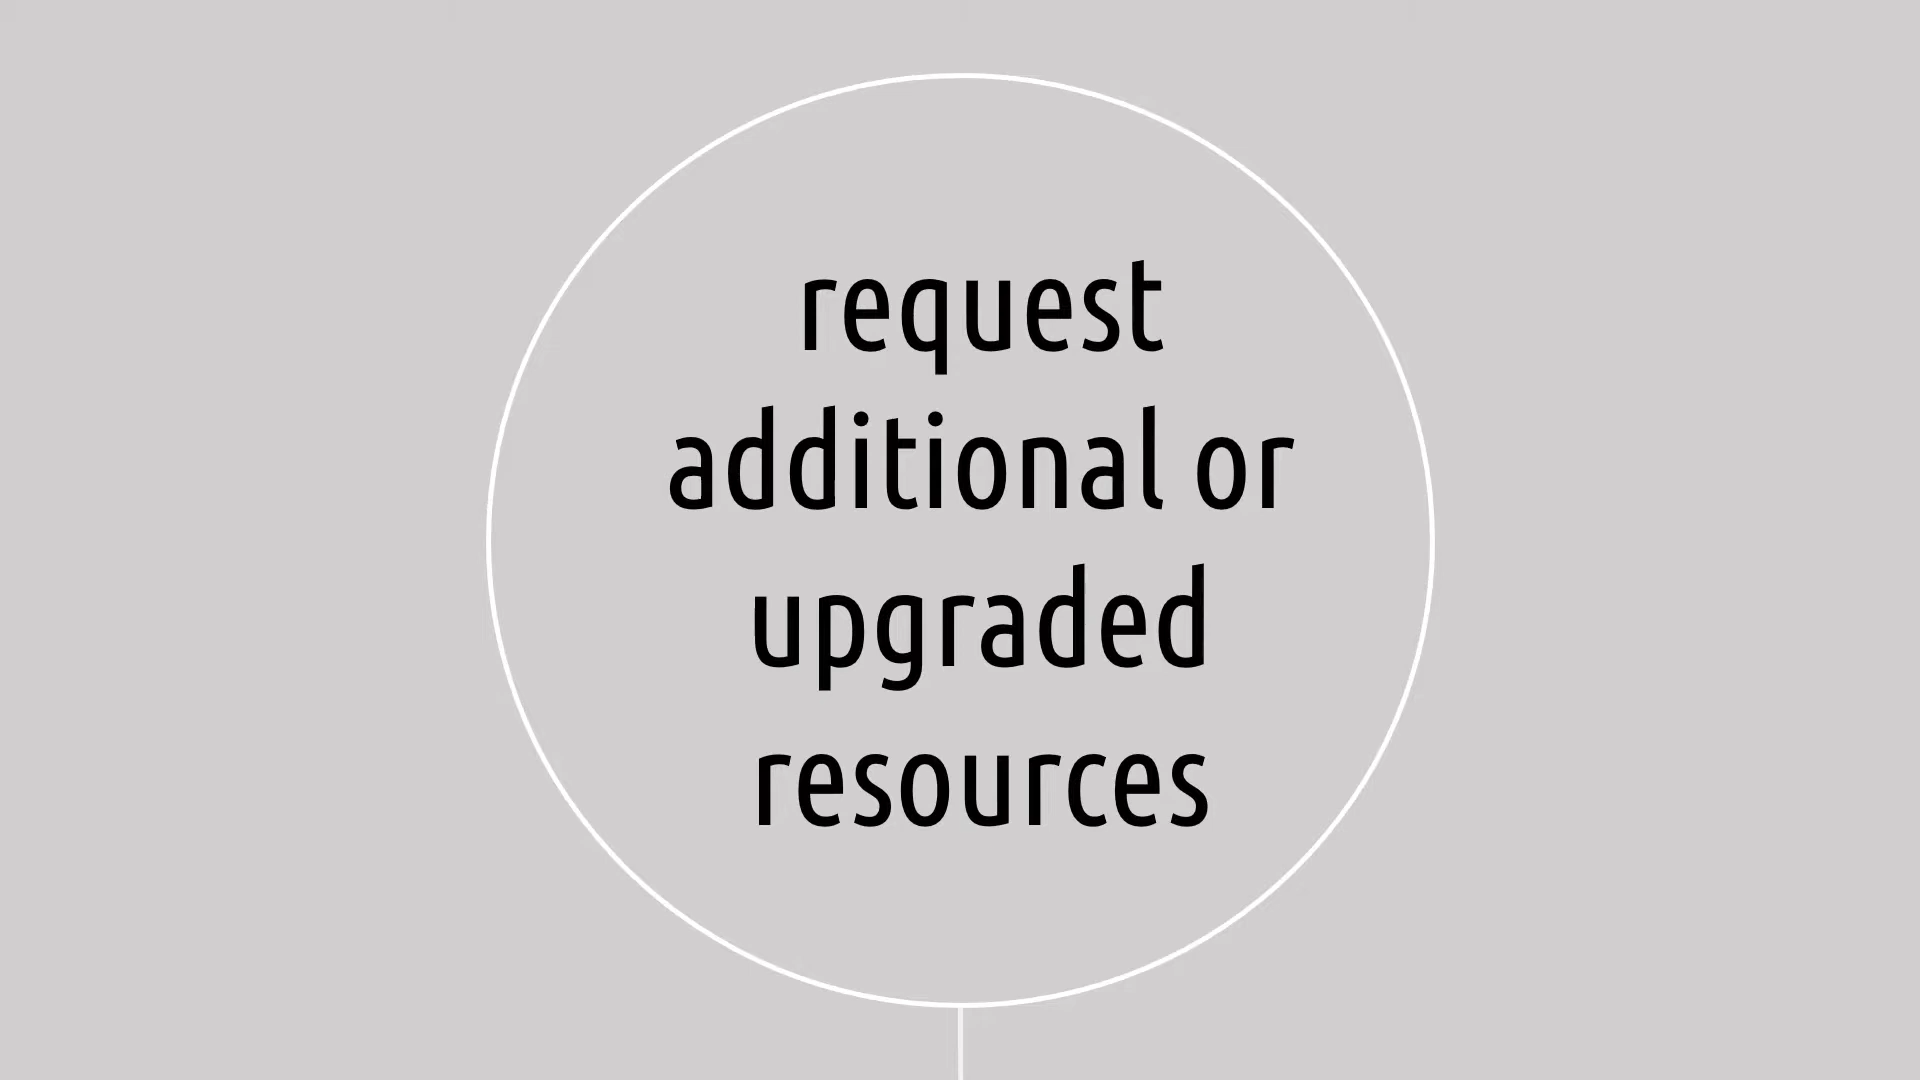 request
additional or
upgraded
resources